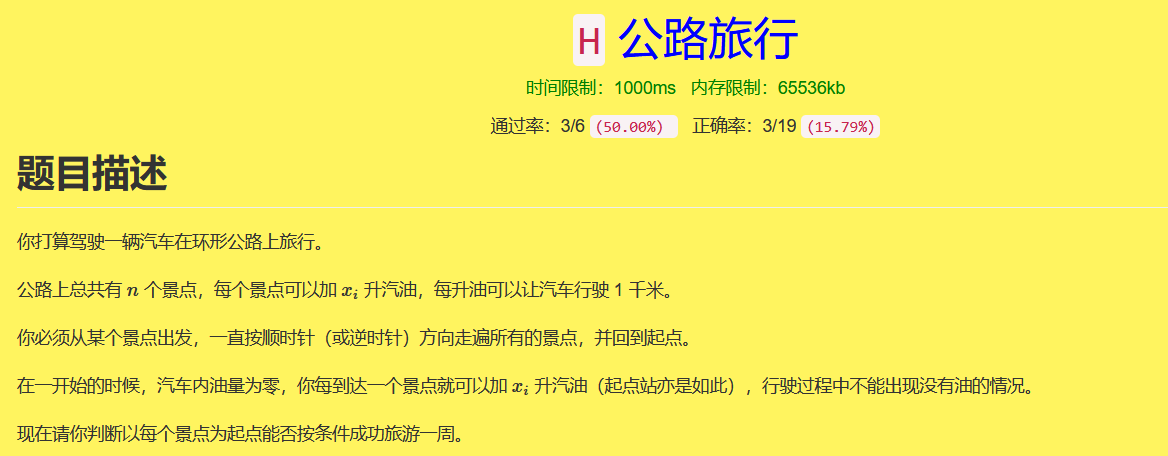 H 公路旅行
时间限制：1000ms 内存限制：65536kb
通过率：3/6 (50.00%) 正确率：3/19 (15.79%)
题目描述
你打算驾驶一辆汽车在环形公路上旅行。
公路上总共有 n 个景点，每个景点可以加 xᵢ 升汽油，每升油可以让汽车行驶 1 千米。
你必须从某个景点出发，一直按顺时针（或逆时针）方向走遍所有的景点，并回到起点。
在一开始的时候，汽车内油量为零，你每到达一个景点就可以加 xᵢ 升汽油（起点站亦是如此），行驶过程中不能出现没有油的情况。
现在请你判断以每个景点为起点能否按条件成功旅游一周。